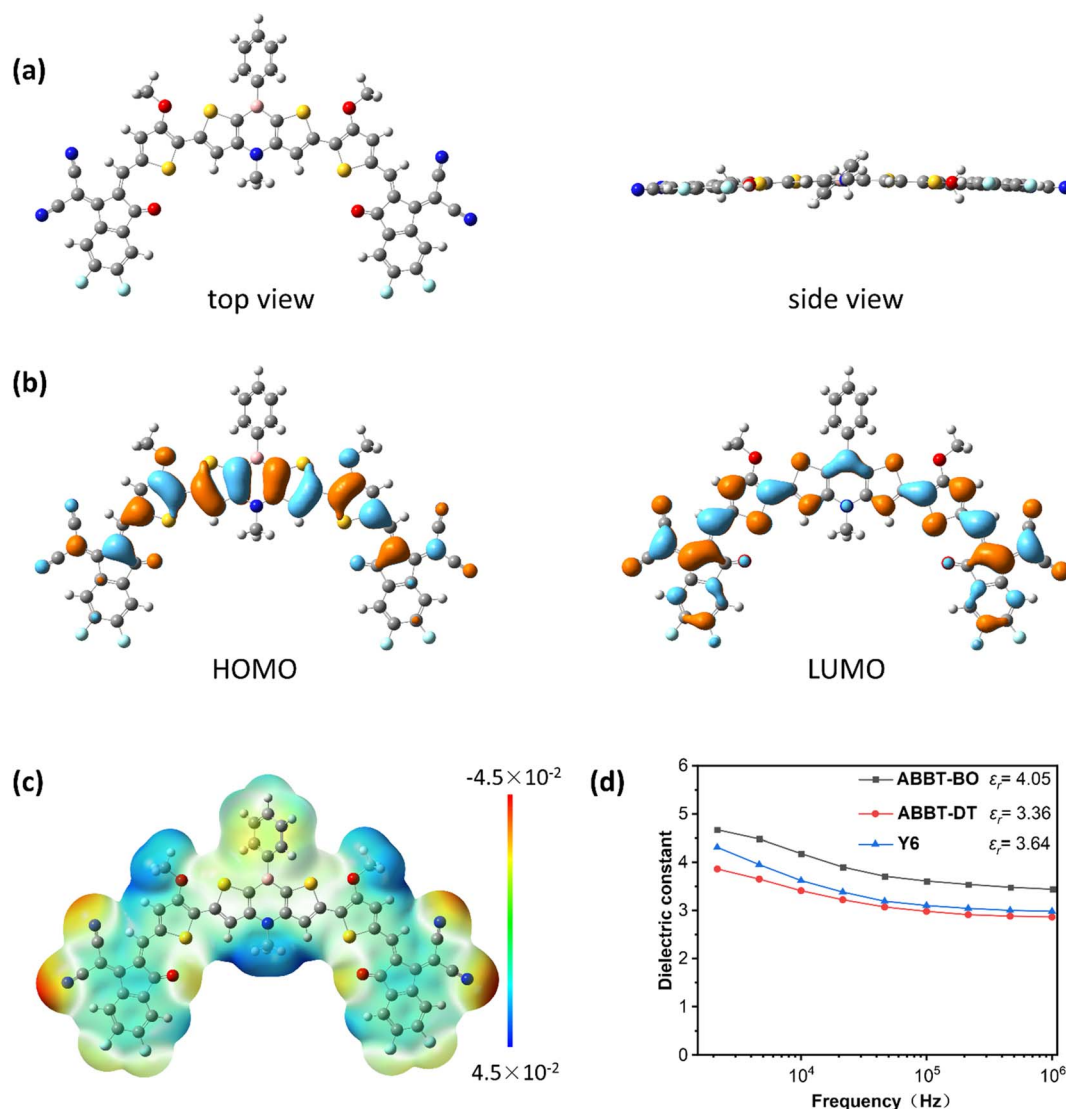 (a)
top view
side view
(b)
HOMO
LUMO
(c)
-4.5×10⁻²
4.5×10⁻²
(d)
6
5
4
3
2
1
0
Dielectric constant
ABBT-BO εᵣ= 4.05
ABBT-DT εᵣ= 3.36
Y6 εᵣ= 3.64
10⁴
10⁵
10⁶
Frequency（Hz）